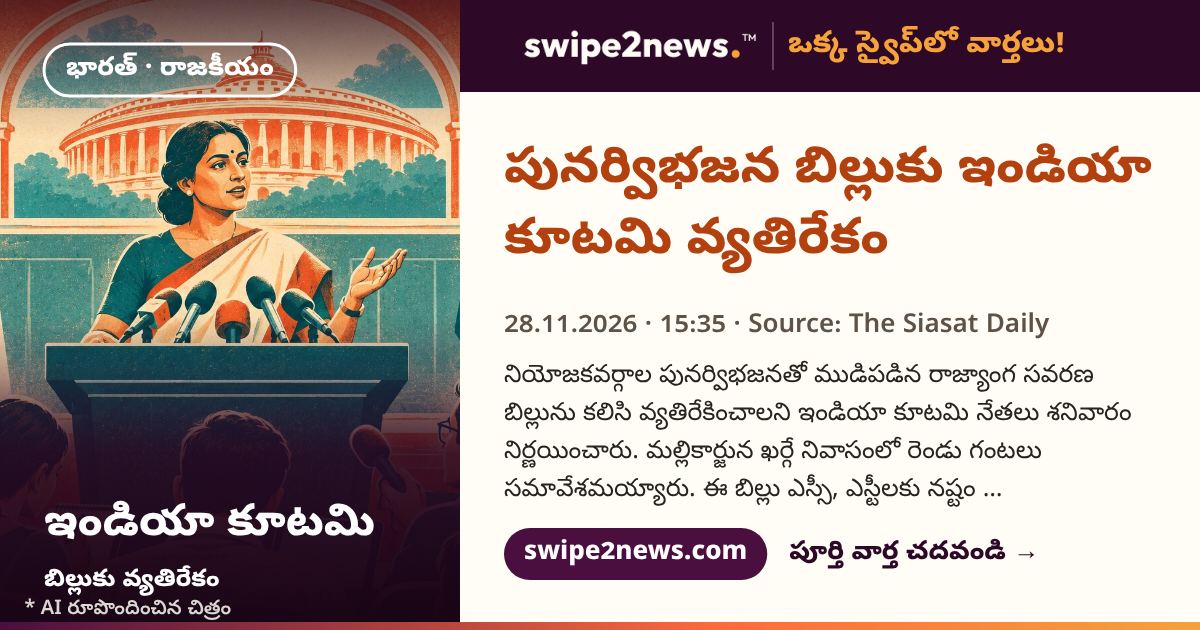 భారత్ · రాజకీయం
ఇండియా కూటమి
బిల్లుకు వ్యతిరేకం
* AI రూపొందించిన చిత్రం
swipe2news.™ ఒక్క స్వైప్‌లో వార్తలు!
పునర్విభజన బిల్లుకు ఇండియా
కూటమి వ్యతిరేకం
28.11.2026 · 15:35 · Source: The Siasat Daily
నియోజకవర్గాల పునర్విభజనతో ముడిపడిన రాజ్యాంగ సవరణ
బిల్లును కలిసి వ్యతిరేకించాలని ఇండియా కూటమి నేతలు శనివారం
నిర్ణయించారు. మల్లికార్జున ఖర్గే నివాసంలో రెండు గంటలు
సమావేశమయ్యారు. ఈ బిల్లు ఎస్సీ, ఎస్టీలకు నష్టం ...
swipe2news.com పూర్తి వార్త చదవండి →